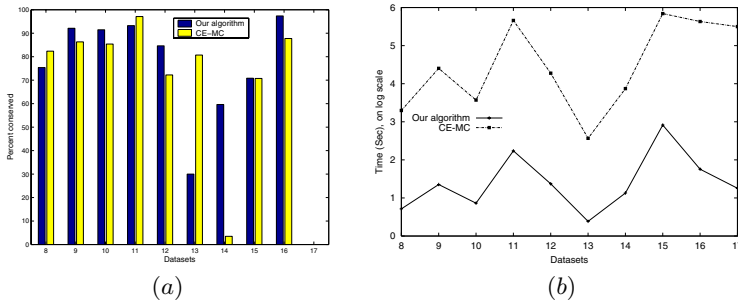 100
90
80
70
60
50
40
30
20
10
0
Percent conserved
Our algorithm
CE-MC
8 9 10 11 12 13 14 15 16 17
Datasets
(a)
6
5
4
3
2
1
0
Time (Sec), on log scale
Our algorithm
CE-MC
8 9 10 11 12 13 14 15 16 17
Datasets
(b)